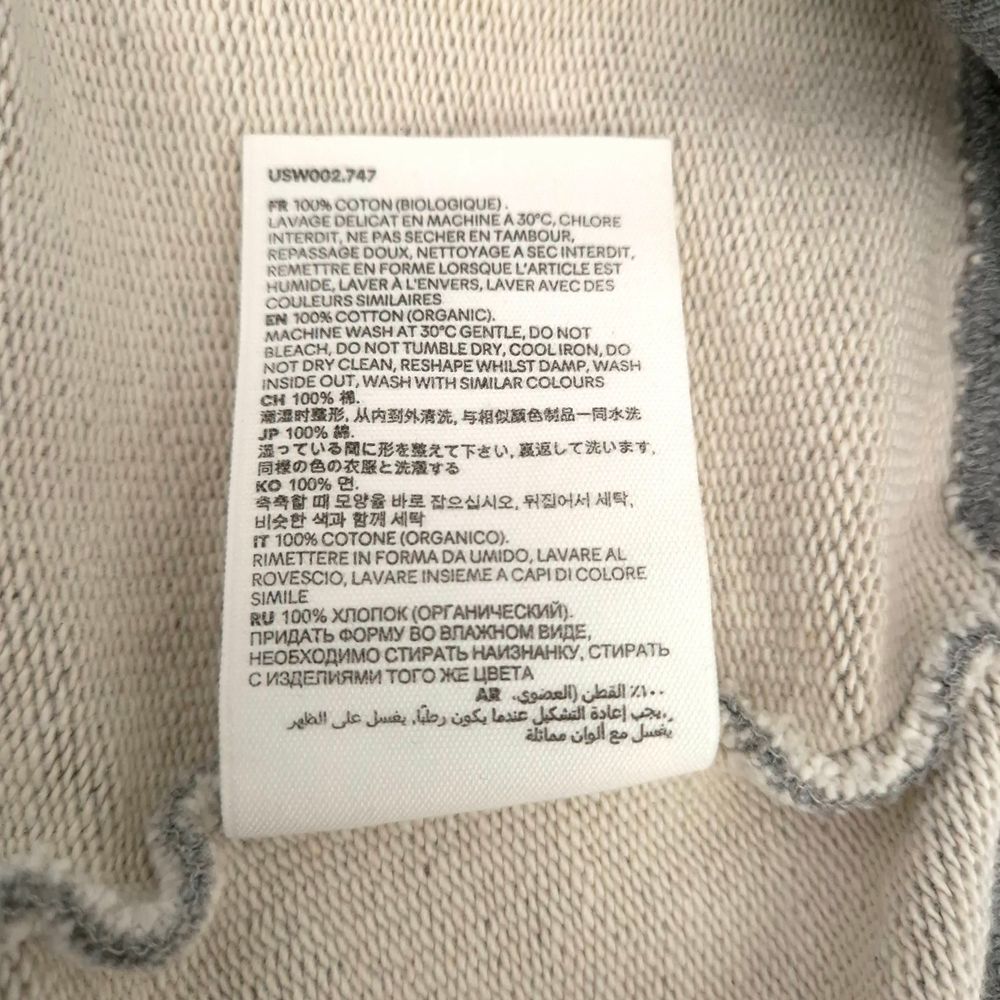 USW002.747
FR 100% COTON (BIOLOGIQUE).
LAVAGE DELICAT EN MACHINE A 30°C, CHLORE
INTERDIT, NE PAS SECHER EN TAMBOUR,
REPASSAGE DOUX, NETTOYAGE A SEC INTERDIT,
REMETTRE EN FORME LORSQUE L'ARTICLE EST
HUMIDE, LAVER À L'ENVERS, LAVER AVEC DES
COULEURS SIMILAIRES
EN 100% COTTON (ORGANIC).
MACHINE WASH AT 30°C GENTLE, DO NOT
BLEACH, DO NOT TUMBLE DRY, COOL IRON, DO
NOT DRY CLEAN, RESHAPE WHILST DAMP, WASH
INSIDE OUT, WASH WITH SIMILAR COLOURS
CH 100% 棉.
潮湿时整形, 从内到外清洗, 与相似颜色制品一同水洗
JP 100% 綿.
湿っている間に形を整えて下さい, 裏返して洗います,
同様の色の衣服と洗濯する
KO 100% 면.
축축할 때 모양을 바로 잡으십시오, 뒤집어서 세탁,
비슷한 색과 함께 세탁
IT 100% COTONE (ORGANICO).
RIMETTERE IN FORMA DA UMIDO, LAVARE AL
ROVESCIO, LAVARE INSIEME A CAPI DI COLORE
SIMILE
RU 100% ХЛОПОК (ОРГАНИЧЕСКИЙ).
ПРИДАТЬ ФОРМУ ВО ВЛАЖНОМ ВИДЕ,
НЕОБХОДИМО СТИРАТЬ НАИЗНАНКУ, СТИРАТЬ
С ИЗДЕЛИЯМИ ТОГО ЖЕ ЦВЕТА
AR ١٠٠٪ القطن (العضوي).
يجب إعادة التشكيل عندما يكون رطبًا, يغسل على الظهر,
يغسل مع ألوان مماثلة